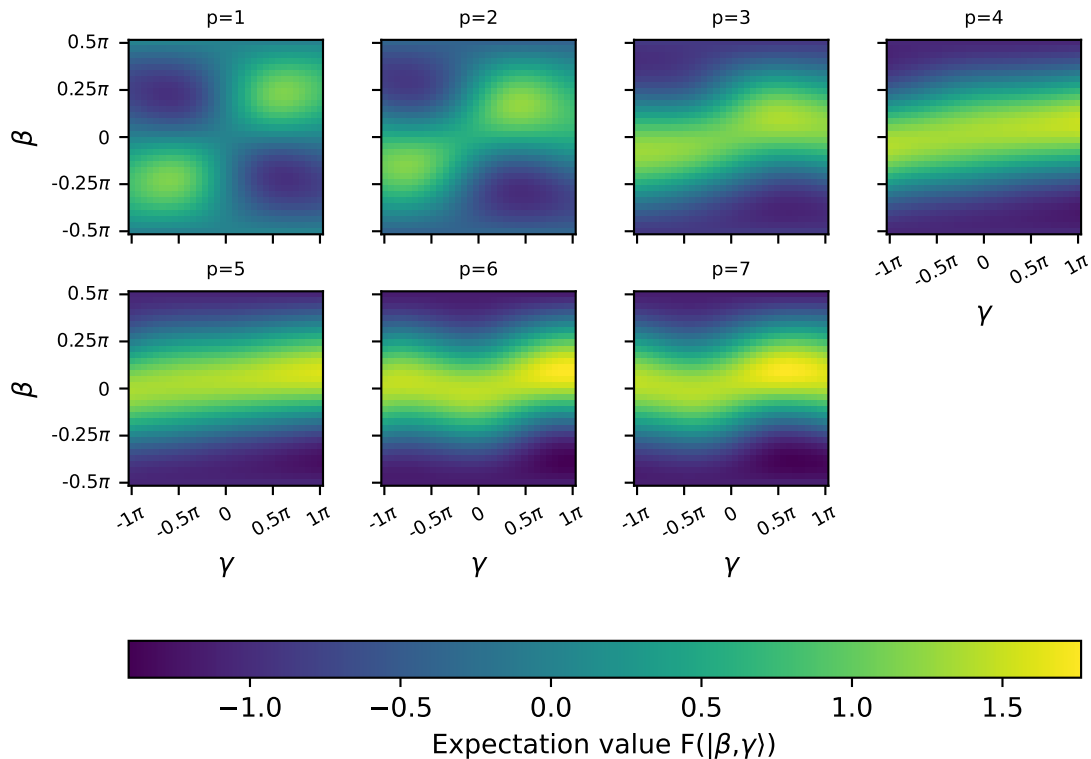 p=1 p=2 p=3 p=4
0.5π
0.25π
0
-0.25π
-0.5π
β
-1π -0.5π 0 0.5π 1π
γ
p=5 p=6 p=7
0.5π
0.25π
0
-0.25π
-0.5π
β
-1π -0.5π 0 0.5π 1π -1π -0.5π 0 0.5π 1π -1π -0.5π 0 0.5π 1π
γ γ γ
−1.0 −0.5 0.0 0.5 1.0 1.5
Expectation value F(|β,γ⟩)